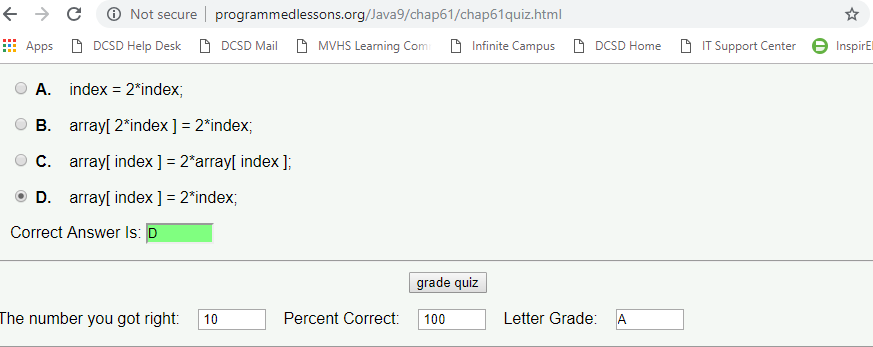 Not secure | programmedlessons.org/Java9/chap61/chap61quiz.html
Apps DCSD Help Desk DCSD Mail MVHS Learning Com Infinite Campus DCSD Home IT Support Center InspirE
A. index = 2*index;
B. array[ 2*index ] = 2*index;
C. array[ index ] = 2*array[ index ];
D. array[ index ] = 2*index;
Correct Answer Is: D
grade quiz
The number you got right: 10 Percent Correct: 100 Letter Grade: A